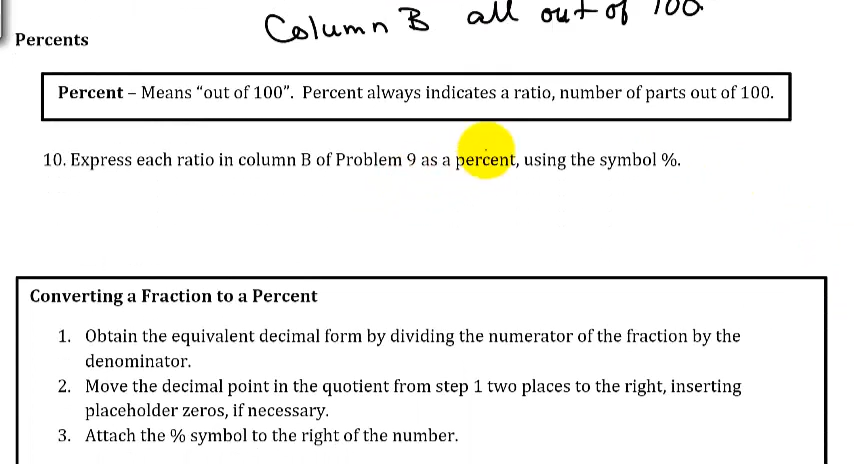 Column B all out of 100
Percents
Percent – Means “out of 100”. Percent always indicates a ratio, number of parts out of 100.
10. Express each ratio in column B of Problem 9 as a percent, using the symbol %.
Converting a Fraction to a Percent
1. Obtain the equivalent decimal form by dividing the numerator of the fraction by the
denominator.
2. Move the decimal point in the quotient from step 1 two places to the right, inserting
placeholder zeros, if necessary.
3. Attach the % symbol to the right of the number.